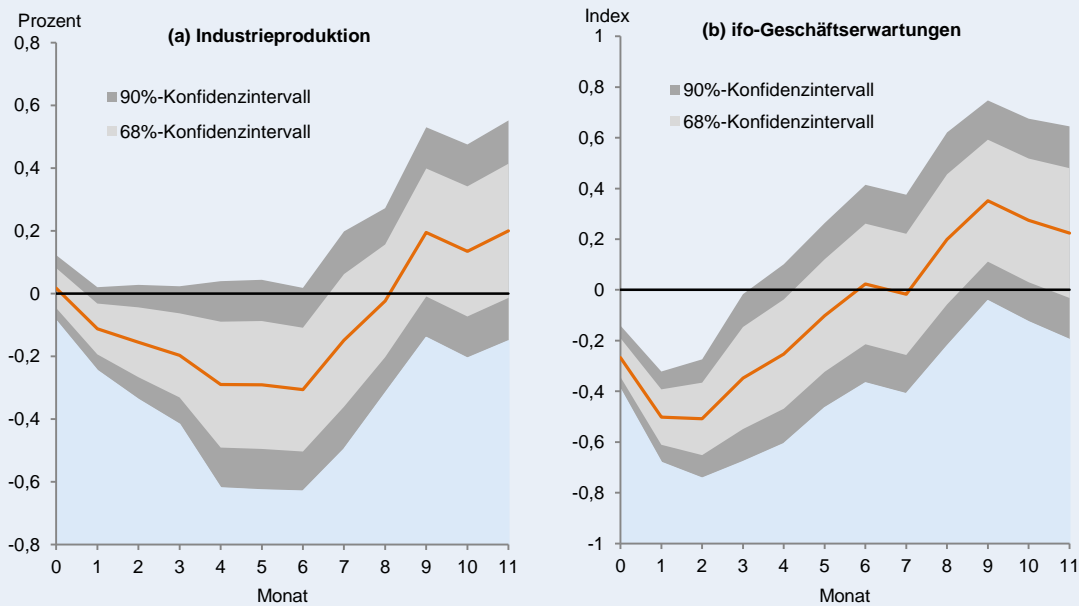 Prozent
(a) Industrieproduktion
0,8
0,6
0,4
0,2
0
-0,2
-0,4
-0,6
-0,8
90%-Konfidenzintervall
68%-Konfidenzintervall
0 1 2 3 4 5 6 7 8 9 10 11
Monat
Index
(b) ifo-Geschäftserwartungen
1
0,8
0,6
0,4
0,2
0
-0,2
-0,4
-0,6
-0,8
-1
90%-Konfidenzintervall
68%-Konfidenzintervall
0 1 2 3 4 5 6 7 8 9 10 11
Monat